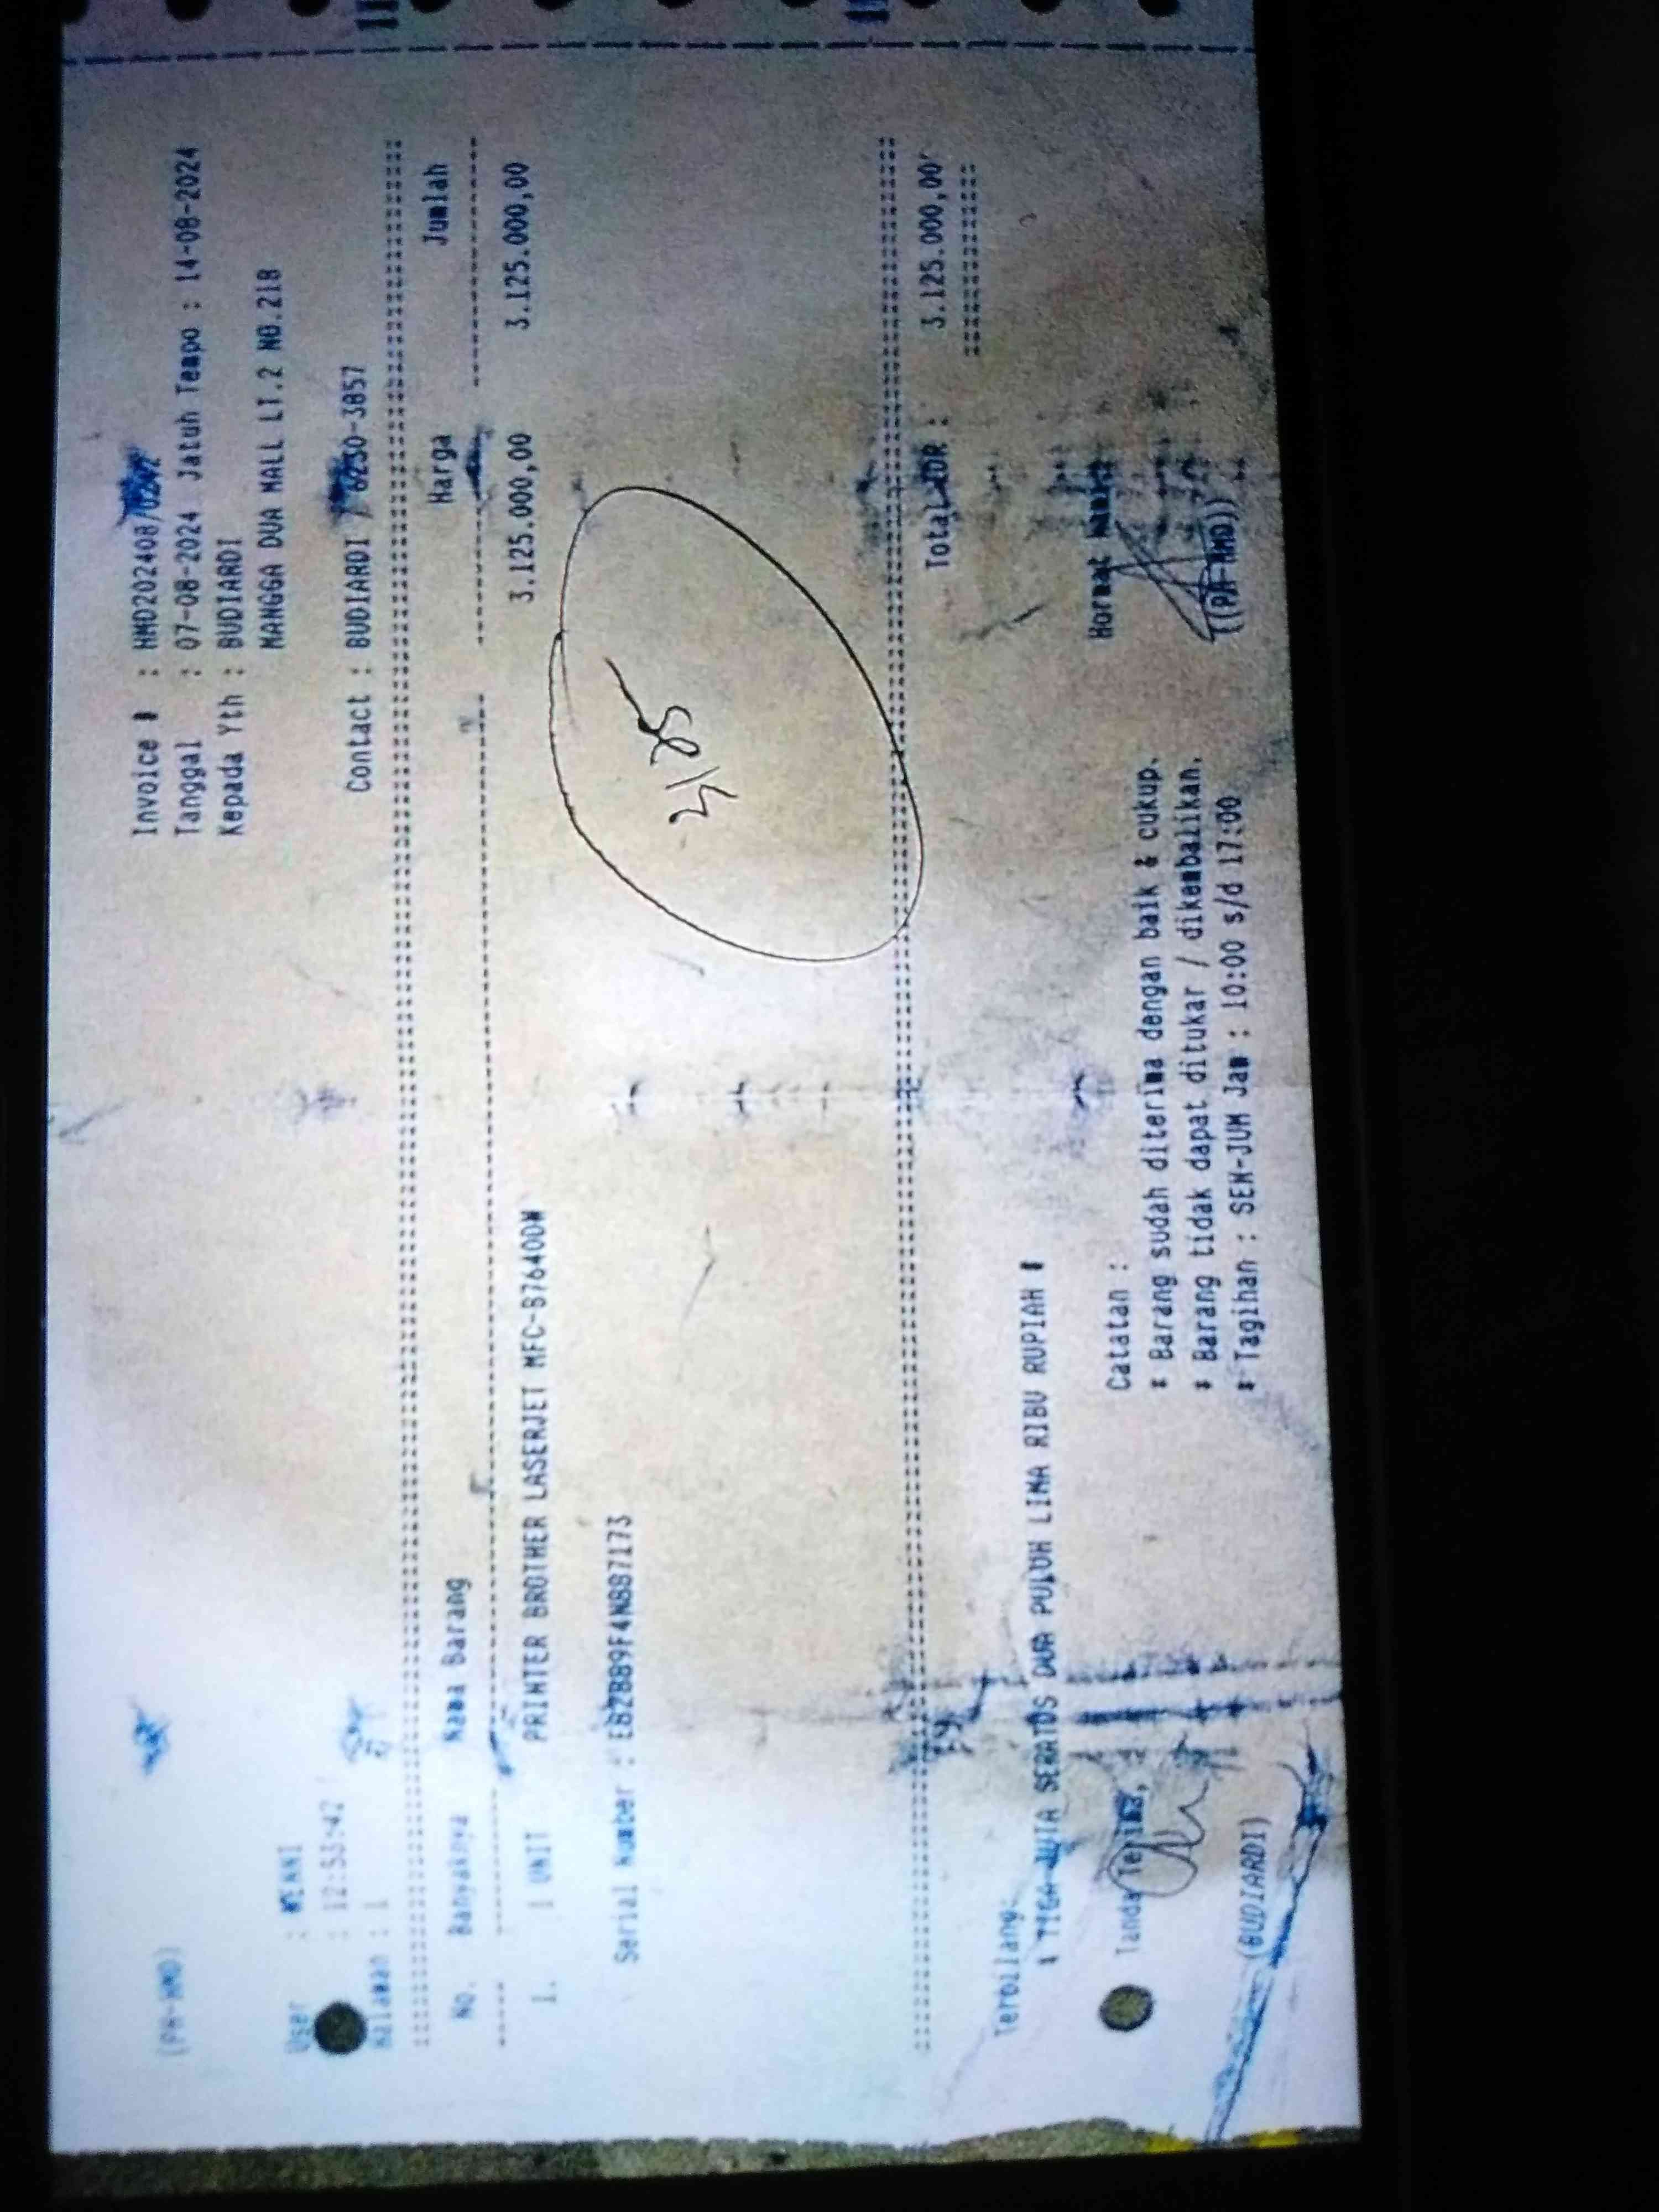 (PH-HMD)
Invoice # : HMD202408/
Tanggal : 07-08-2024 Jatuh Tempo : 14-08-2024
Kepada Yth : BUDIARDI
MANGGA DUA MALL LT.2 NO.21B
User : WENNI
: 12:53:42
Halaman : 1
Contact : BUDIARDI / 6230-3857
No. Banyaknya Nama Barang Harga Jumlah
1. 1 UNIT PRINTER BROTHER LASERJET MFC-B7640DW 3.125.000,00 3.125.000,00
Serial Number :
Total IDR : 3.125.000,00
Terbilang:
# TIGA JUTA SERATUS DUA PULUH LIMA RIBU RUPIAH #
Tanda Terima,
Catatan :
* Barang sudah diterima dengan baik & cukup.
* Barang tidak dapat ditukar / dikembalikan.
* Tagihan : SEN-JUM Jam : 10:00 s/d 17:00
Hormat
(BUDIARDI)
((PH-HMD))